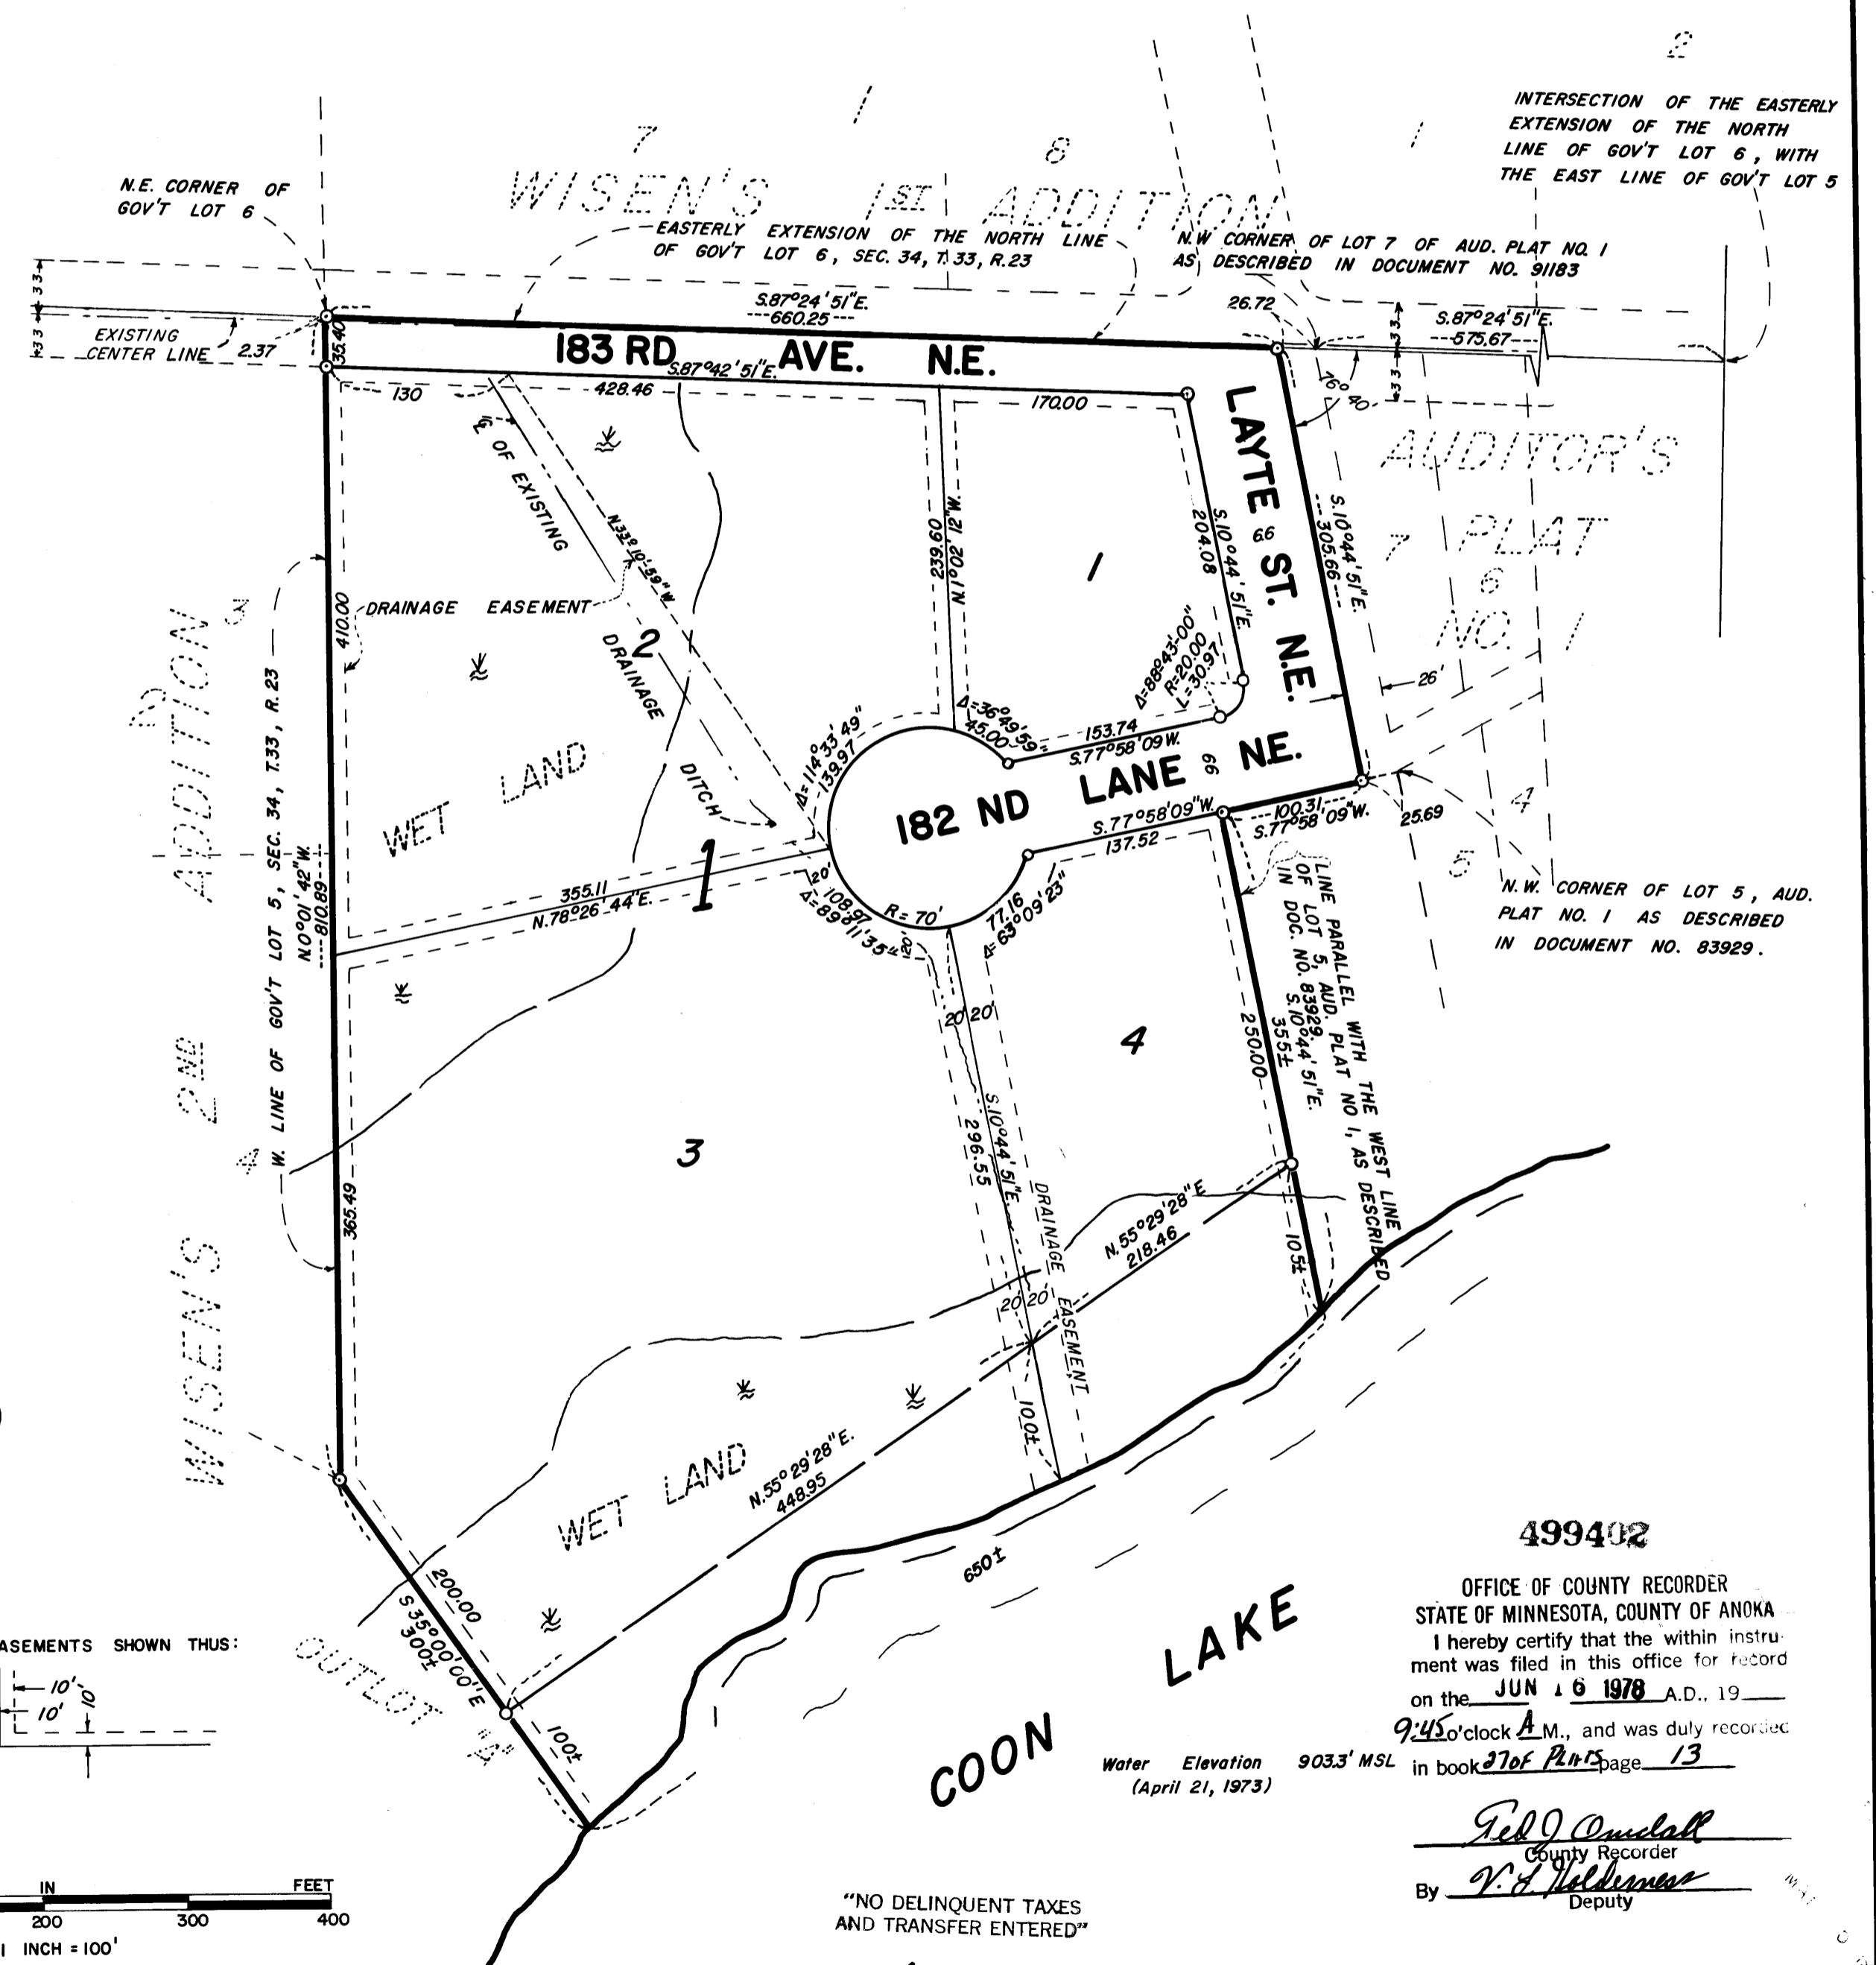 2
INTERSECTION OF THE EASTERLY
EXTENSION OF THE NORTH
LINE OF GOV'T LOT 6, WITH
THE EAST LINE OF GOV'T LOT 5
7
8
N.E. CORNER OF
GOV'T LOT 6
WISEN'S 1ST ADDITION
EASTERLY EXTENSION OF THE NORTH LINE
OF GOV'T LOT 6, SEC. 34, T.33, R.23
N.W CORNER OF LOT 7 OF AUD. PLAT NO. 1
AS DESCRIBED IN DOCUMENT NO. 91183
33
33
EXISTING
CENTER LINE
2.37
35.40
S.87°24'51"E.
660.25
26.72
33
33
S.87°24'51"E.
575.67
183 RD AVE. N.E.
S.87°42'51"E.
130
428.46
170.00
16°40'
LAYTE ST. N.E.
66
AUDITOR'S
PLAT
NO. 1
7
6
℄ OF EXISTING
DRAINAGE
DITCH
N.33°10'59"W
DRAINAGE EASEMENT
2
239.60
N.1°02'12"W.
1
S.10°44'51"E.
204.08
S.10°44'51"E.
305.66
26'
Δ=88°43'00"
R=20.00
L=30.97
410.00
WISEN'S 2ND ADDITION
3
4
W. LINE OF GOV'T LOT 5, SEC. 34, T.33, R.23
N.0°01'42"W.
810.89
WET LAND
Δ=114°33'49"
139.97
Δ=36°49'59"
45.00
153.74
S.77°58'09"W.
182 ND LANE N.E.
66
S.77°58'09"W.
137.52
100.31
S.77°58'09"W.
25.69
4
5
N.W. CORNER OF LOT 5, AUD.
PLAT NO. 1 AS DESCRIBED
IN DOCUMENT NO. 83929.
355.11
N.78°26'44"E.
1
20'
108.97
Δ=89°11'35"
20'
R=70'
77.16
Δ=63°09'23"
LINE PARALLEL WITH THE WEST LINE
OF LOT 5, AUD. PLAT NO 1, AS DESCRIBED
IN DOC. NO. 83929.
S.10°44'51"E.
355±
250.00
20' 20'
4
3
S.10°44'51"E.
296.55
DRAINAGE EASEMENT
365.49
N.55°29'28"E
218.46
105±
20' 20'
100±
WET LAND
N.55°29'28"E.
448.95
650±
200.00
S 35°00'00"E
300±
100±
OUTLOT "A"
COON LAKE
Water Elevation 903.3' MSL
(April 21, 1973)
ASEMENTS SHOWN THUS:
10'
10'
10'
IN FEET
200 300 400
1 INCH = 100'
"NO DELINQUENT TAXES
AND TRANSFER ENTERED"
499402
OFFICE OF COUNTY RECORDER
STATE OF MINNESOTA, COUNTY OF ANOKA
I hereby certify that the within instru-
ment was filed in this office for record
on the JUN 16 1978 A.D., 19
9:45 o'clock A M., and was duly recorded
in book 27 OF PLATS page 13
Ted J Omdall
County Recorder
By V. L. Holderness
Deputy